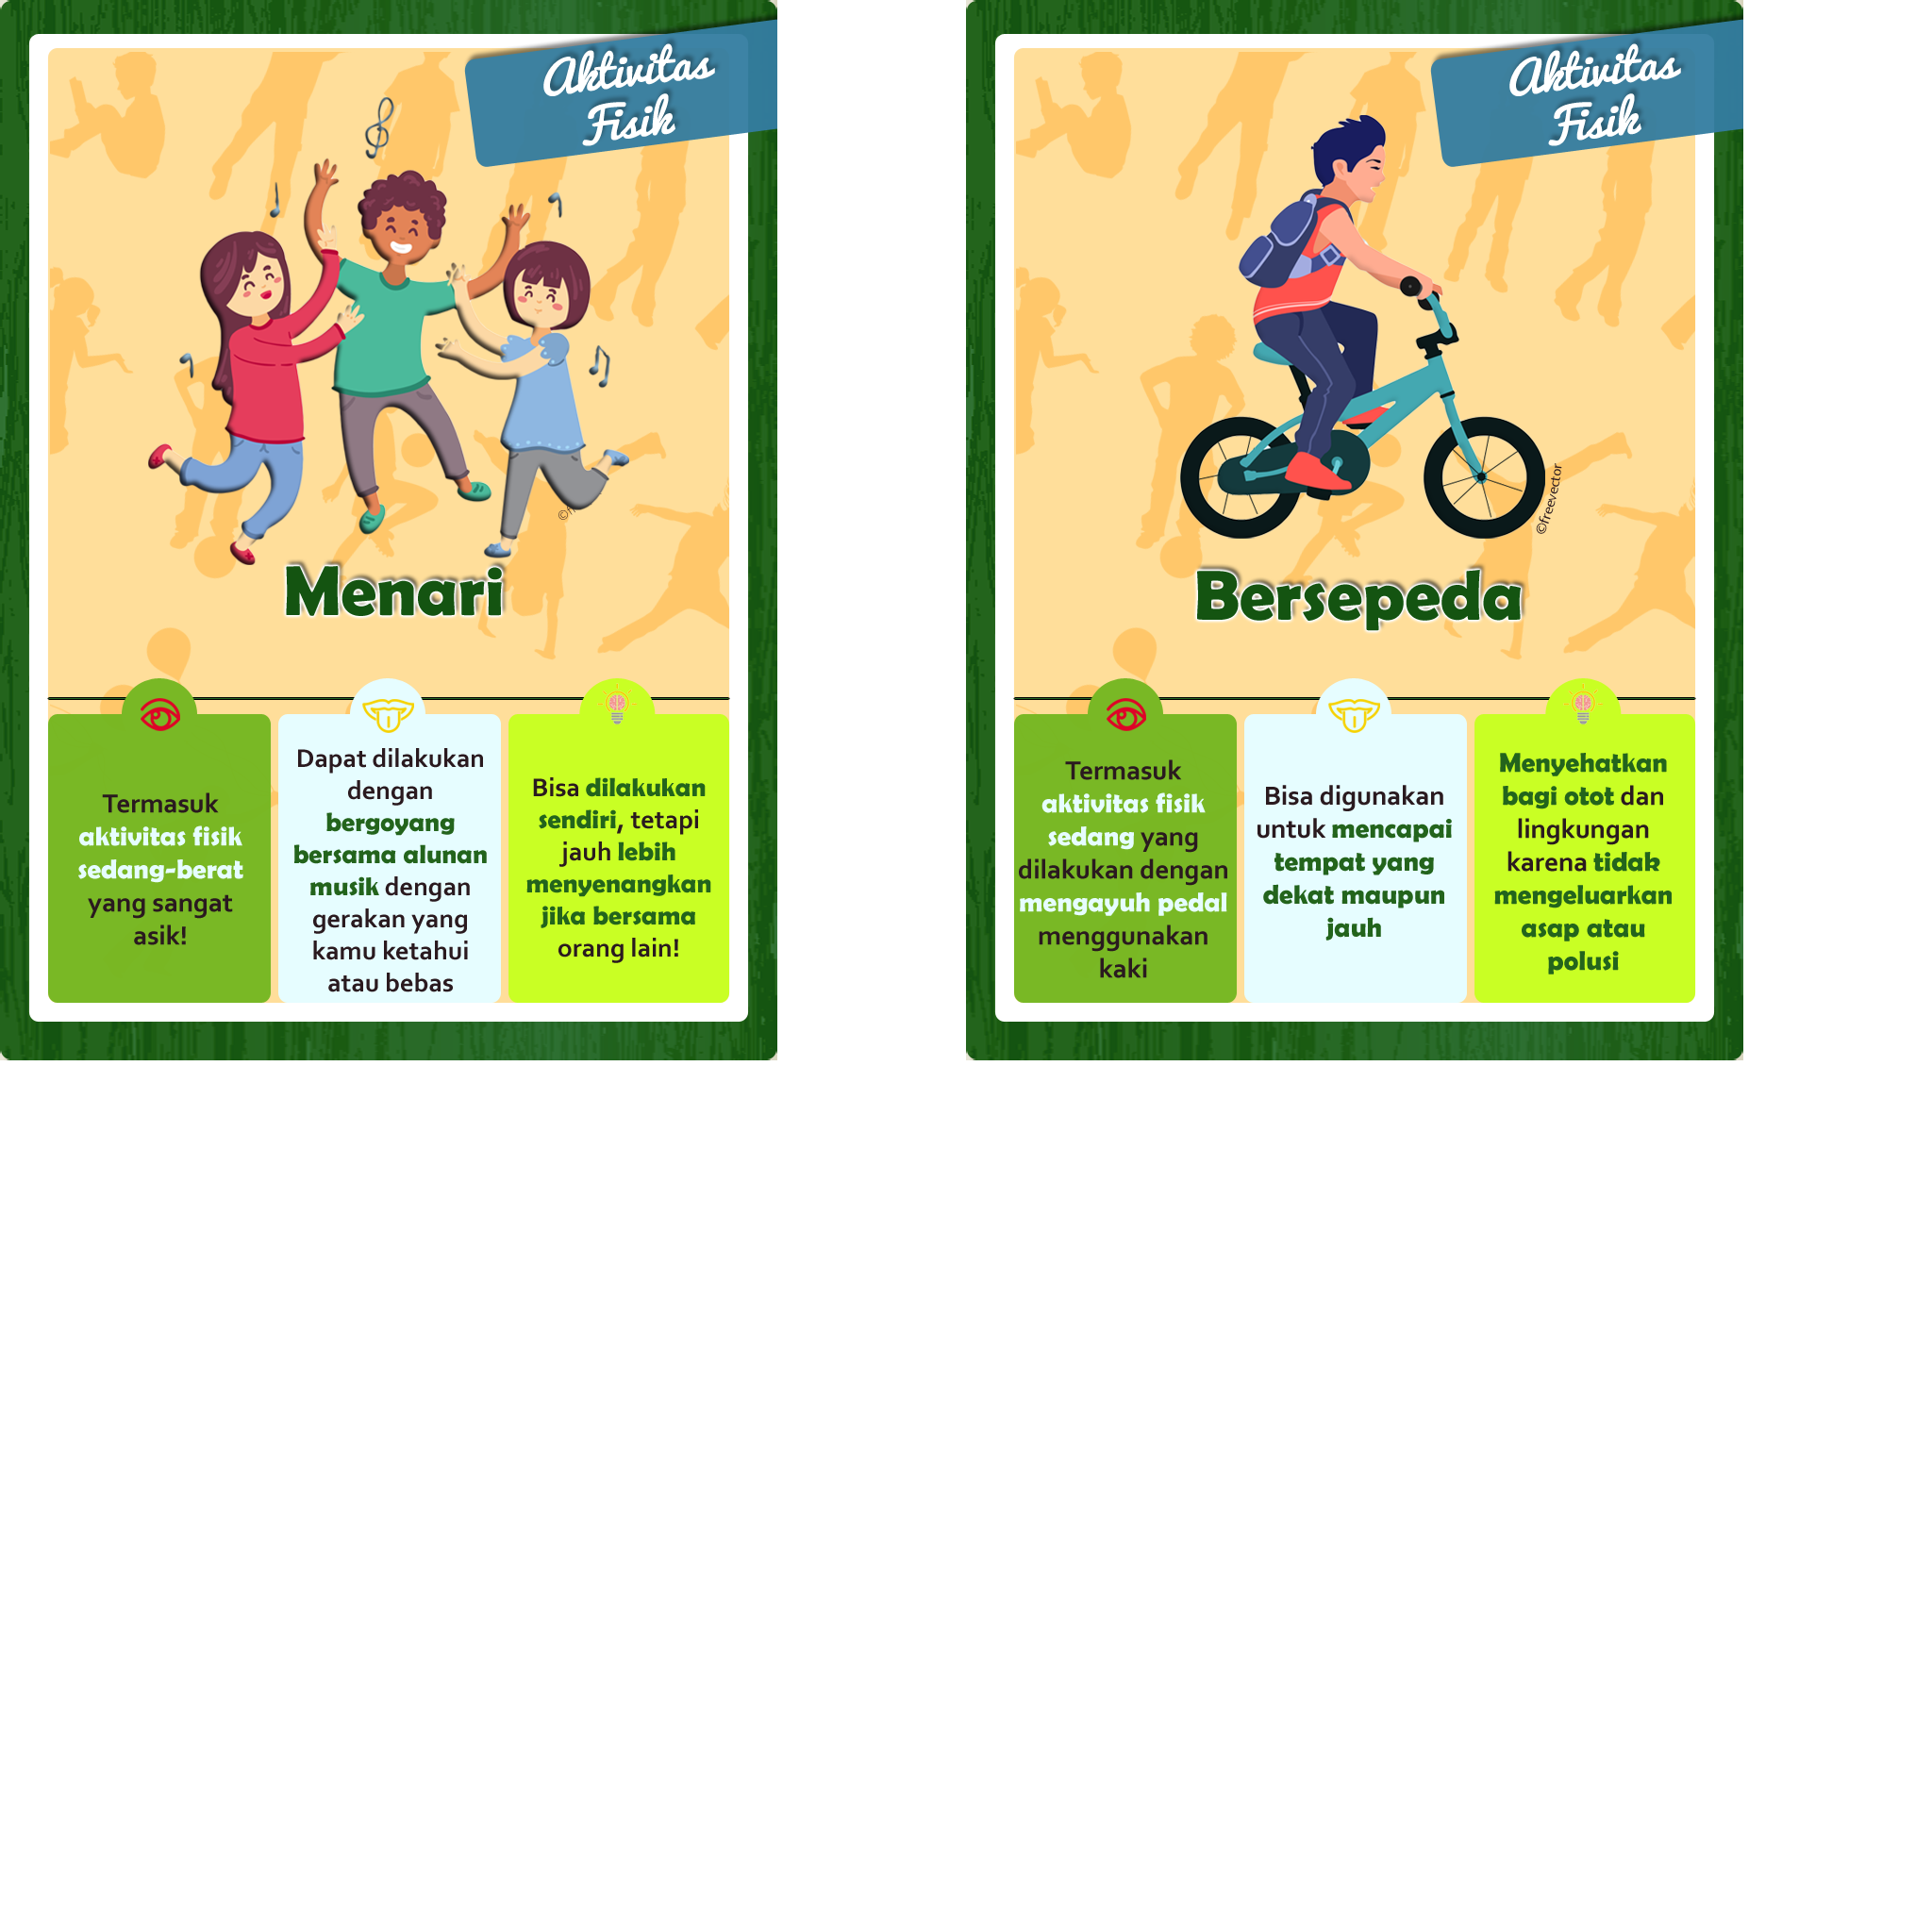 Aktivitas
Fisik
Menari
Termasuk
aktivitas fisik
sedang-berat
yang sangat
asik!
Dapat dilakukan
dengan
bergoyang
bersama alunan
musik dengan
gerakan yang
kamu ketahui
atau bebas
Bisa dilakukan
sendiri, tetapi
jauh lebih
menyenangkan
jika bersama
orang lain!
Aktivitas
Fisik
©freevector
Bersepeda
Termasuk
aktivitas fisik
sedang yang
dilakukan dengan
mengayuh pedal
menggunakan
kaki
Bisa digunakan
untuk mencapai
tempat yang
dekat maupun
jauh
Menyehatkan
bagi otot dan
lingkungan
karena tidak
mengeluarkan
asap atau
polusi